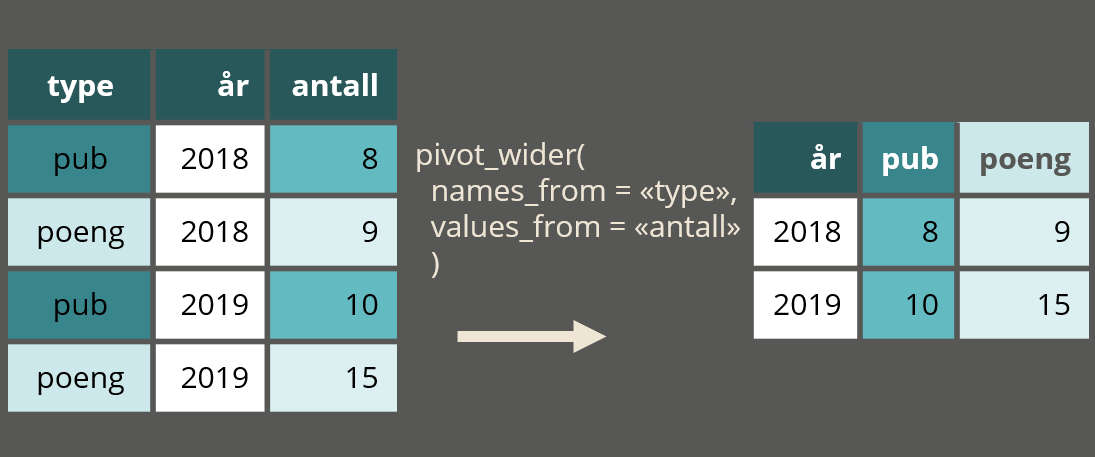 type år antall
pub 2018 8
poeng 2018 9
pub 2019 10
poeng 2019 15
pivot_wider(
names_from = «type»,
values_from = «antall»
)
år pub poeng
2018 8 9
2019 10 15